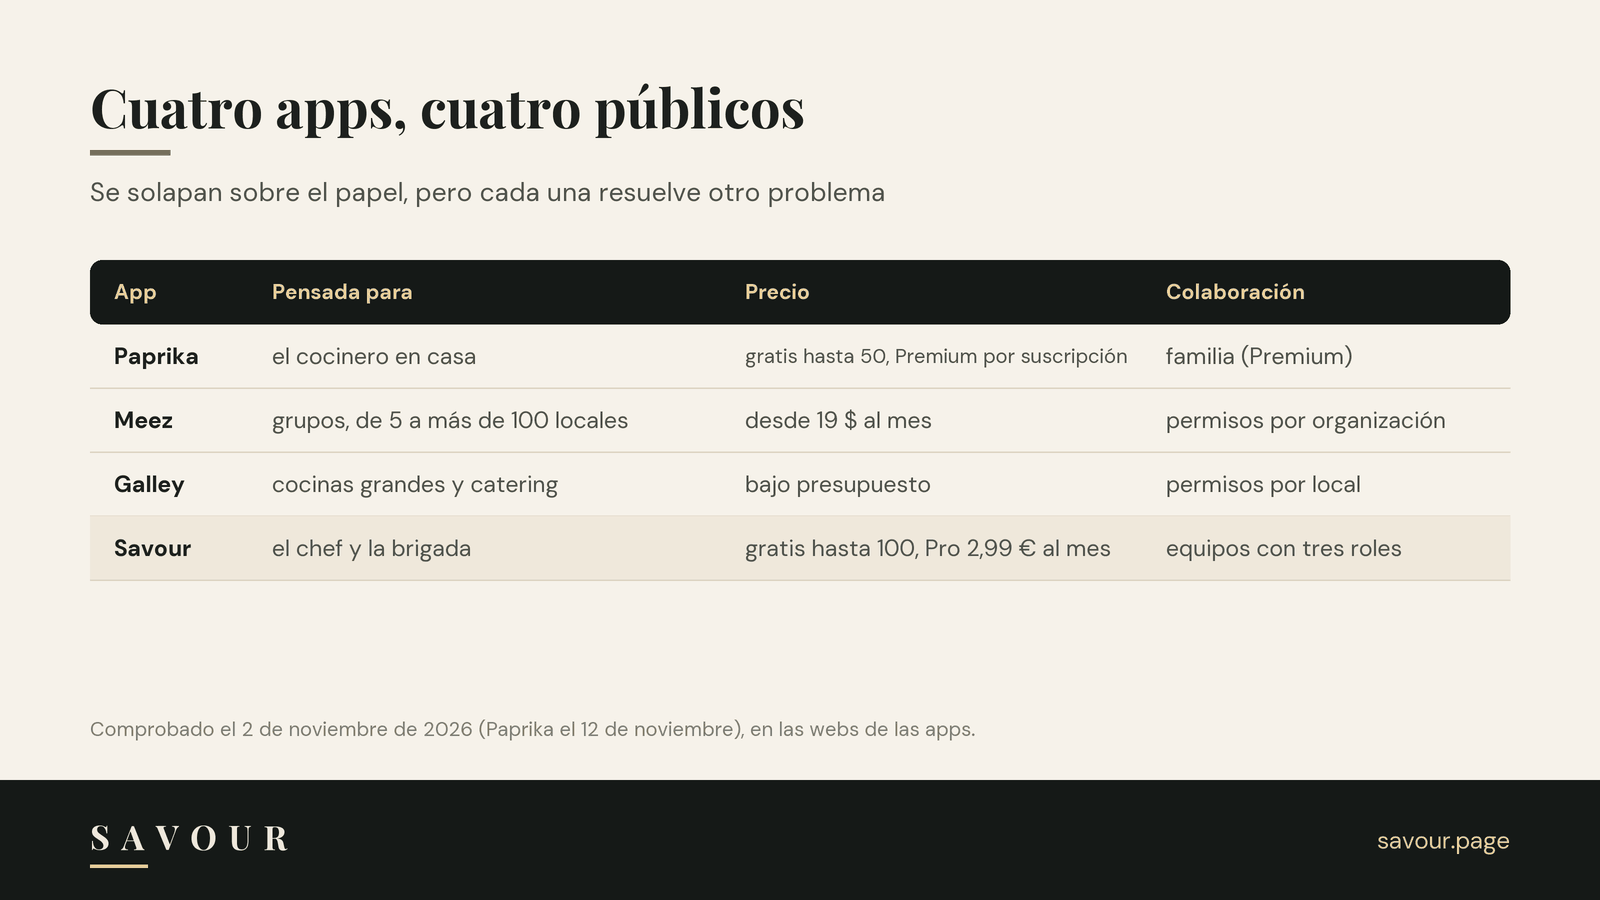 Cuatro apps, cuatro públicos
Se solapan sobre el papel, pero cada una resuelve otro problema
App Pensada para Precio Colaboración
Paprika el cocinero en casa gratis hasta 50, Premium por suscripción familia (Premium)
Meez grupos, de 5 a más de 100 locales desde 19 $ al mes permisos por organización
Galley cocinas grandes y catering bajo presupuesto permisos por local
Savour el chef y la brigada gratis hasta 100, Pro 2,99 € al mes equipos con tres roles
Comprobado el 2 de noviembre de 2026 (Paprika el 12 de noviembre), en las webs de las apps.
SAVOUR savour.page